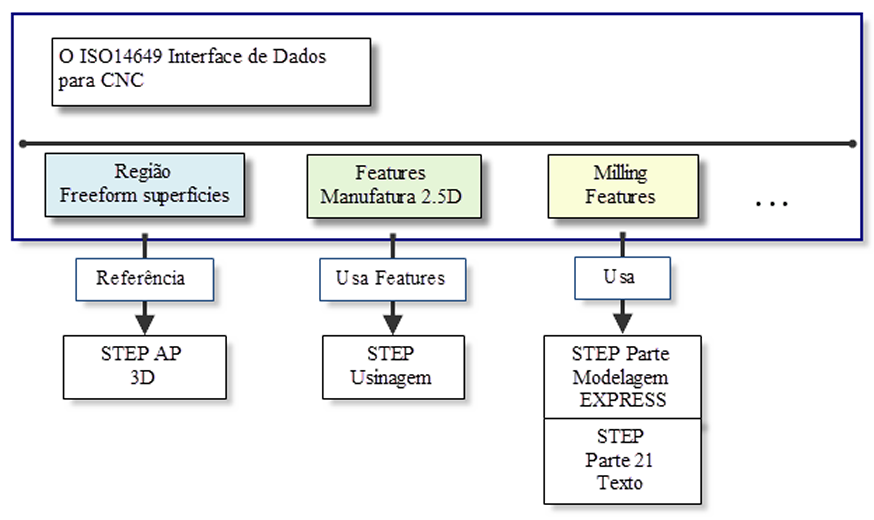 O ISO14649 Interface de Dados
para CNC
Região
Freeform superfícies
Features
Manufatura 2.5D
Milling
Features
...
Referência
Usa Features
Usa
STEP AP
3D
STEP
Usinagem
STEP Parte
Modelagem
EXPRESS
STEP
Parte 21
Texto